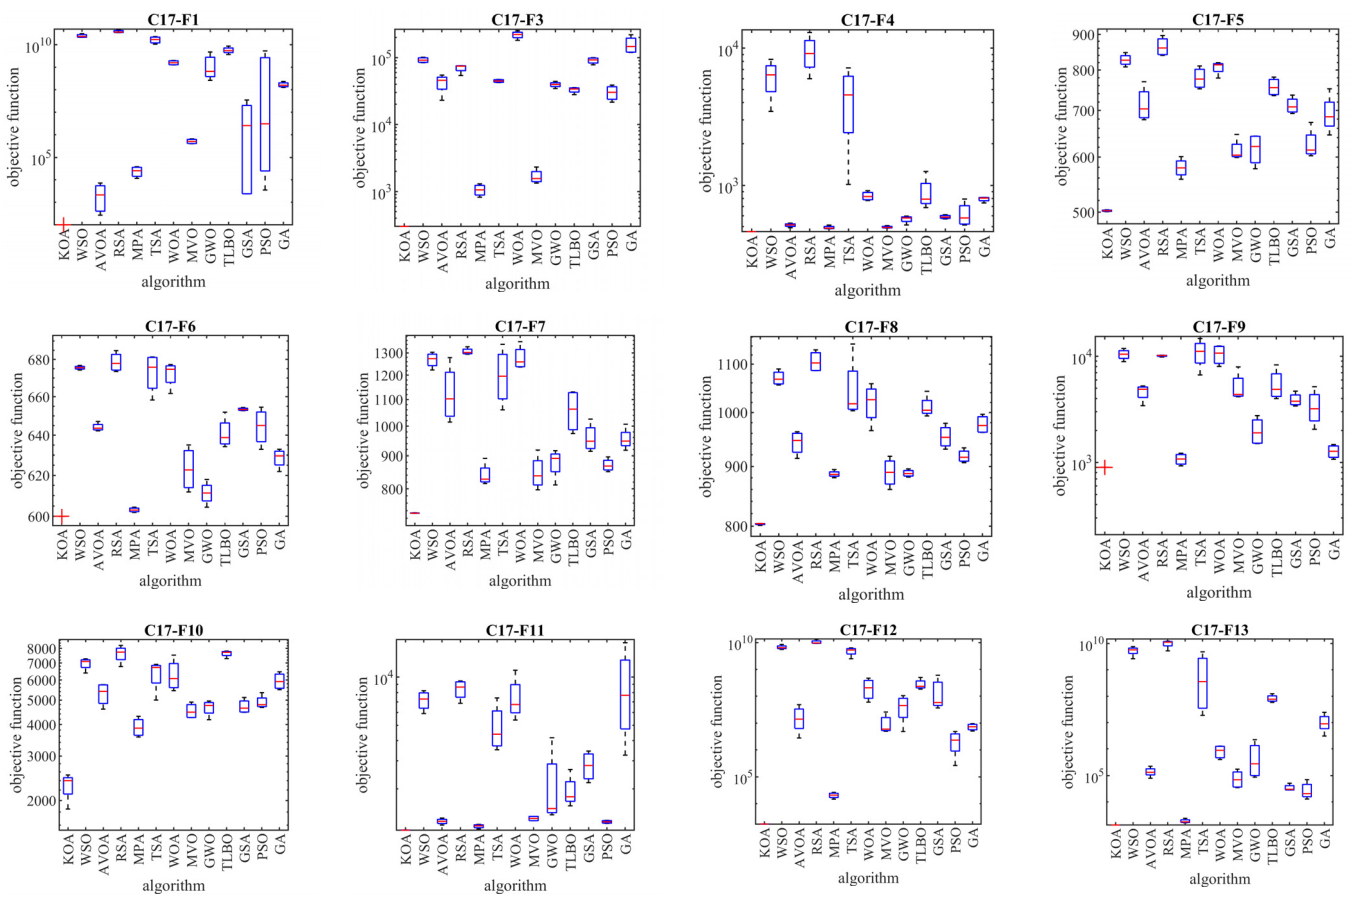 C17-F1
objective function
10^10
10^5
KOA WSO AVOA RSA MPA TSA WOA MVO GWO TLBO GSA PSO GA
algorithm
C17-F3
objective function
10^5
10^4
10^3
KOA WSO AVOA RSA MPA TSA WOA MVO GWO TLBO GSA PSO GA
algorithm
C17-F4
objective function
10^4
10^3
KOA WSO AVOA RSA MPA TSA WOA MVO GWO TLBO GSA PSO GA
algorithm
C17-F5
objective function
900
800
700
600
500
KOA WSO AVOA RSA MPA TSA WOA MVO GWO TLBO GSA PSO GA
algorithm
C17-F6
objective function
680
660
640
620
600
KOA WSO AVOA RSA MPA TSA WOA MVO GWO TLBO GSA PSO GA
algorithm
C17-F7
objective function
1300
1200
1100
1000
900
800
KOA WSO AVOA RSA MPA TSA WOA MVO GWO TLBO GSA PSO GA
algorithm
C17-F8
objective function
1100
1000
900
800
KOA WSO AVOA RSA MPA TSA WOA MVO GWO TLBO GSA PSO GA
algorithm
C17-F9
objective function
10^4
10^3
KOA WSO AVOA RSA MPA TSA WOA MVO GWO TLBO GSA PSO GA
algorithm
C17-F10
objective function
8000
7000
6000
5000
4000
3000
2000
KOA WSO AVOA RSA MPA TSA WOA MVO GWO TLBO GSA PSO GA
algorithm
C17-F11
objective function
10^4
KOA WSO AVOA RSA MPA TSA WOA MVO GWO TLBO GSA PSO GA
algorithm
C17-F12
objective function
10^10
10^5
KOA WSO AVOA RSA MPA TSA WOA MVO GWO TLBO GSA PSO GA
algorithm
C17-F13
objective function
10^10
10^5
KOA WSO AVOA RSA MPA TSA WOA MVO GWO TLBO GSA PSO GA
algorithm